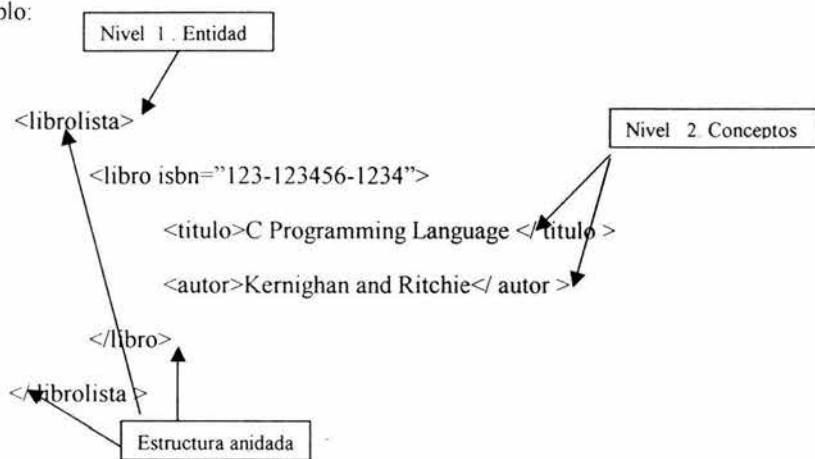 plo:
Nivel 1 . Entidad
<librolista>
Nivel 2. Conceptos
<libro isbn="123-123456-1234">
<titulo>C Programming Language </ titulo >
<autor>Kernighan and Ritchie</ autor >
</libro>
</ librolista >
Estructura anidada